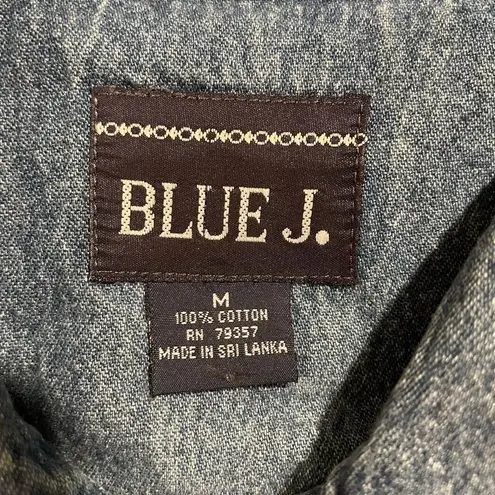 BLUE J.
M
100% COTTON
RN 79357
MADE IN SRI LANKA